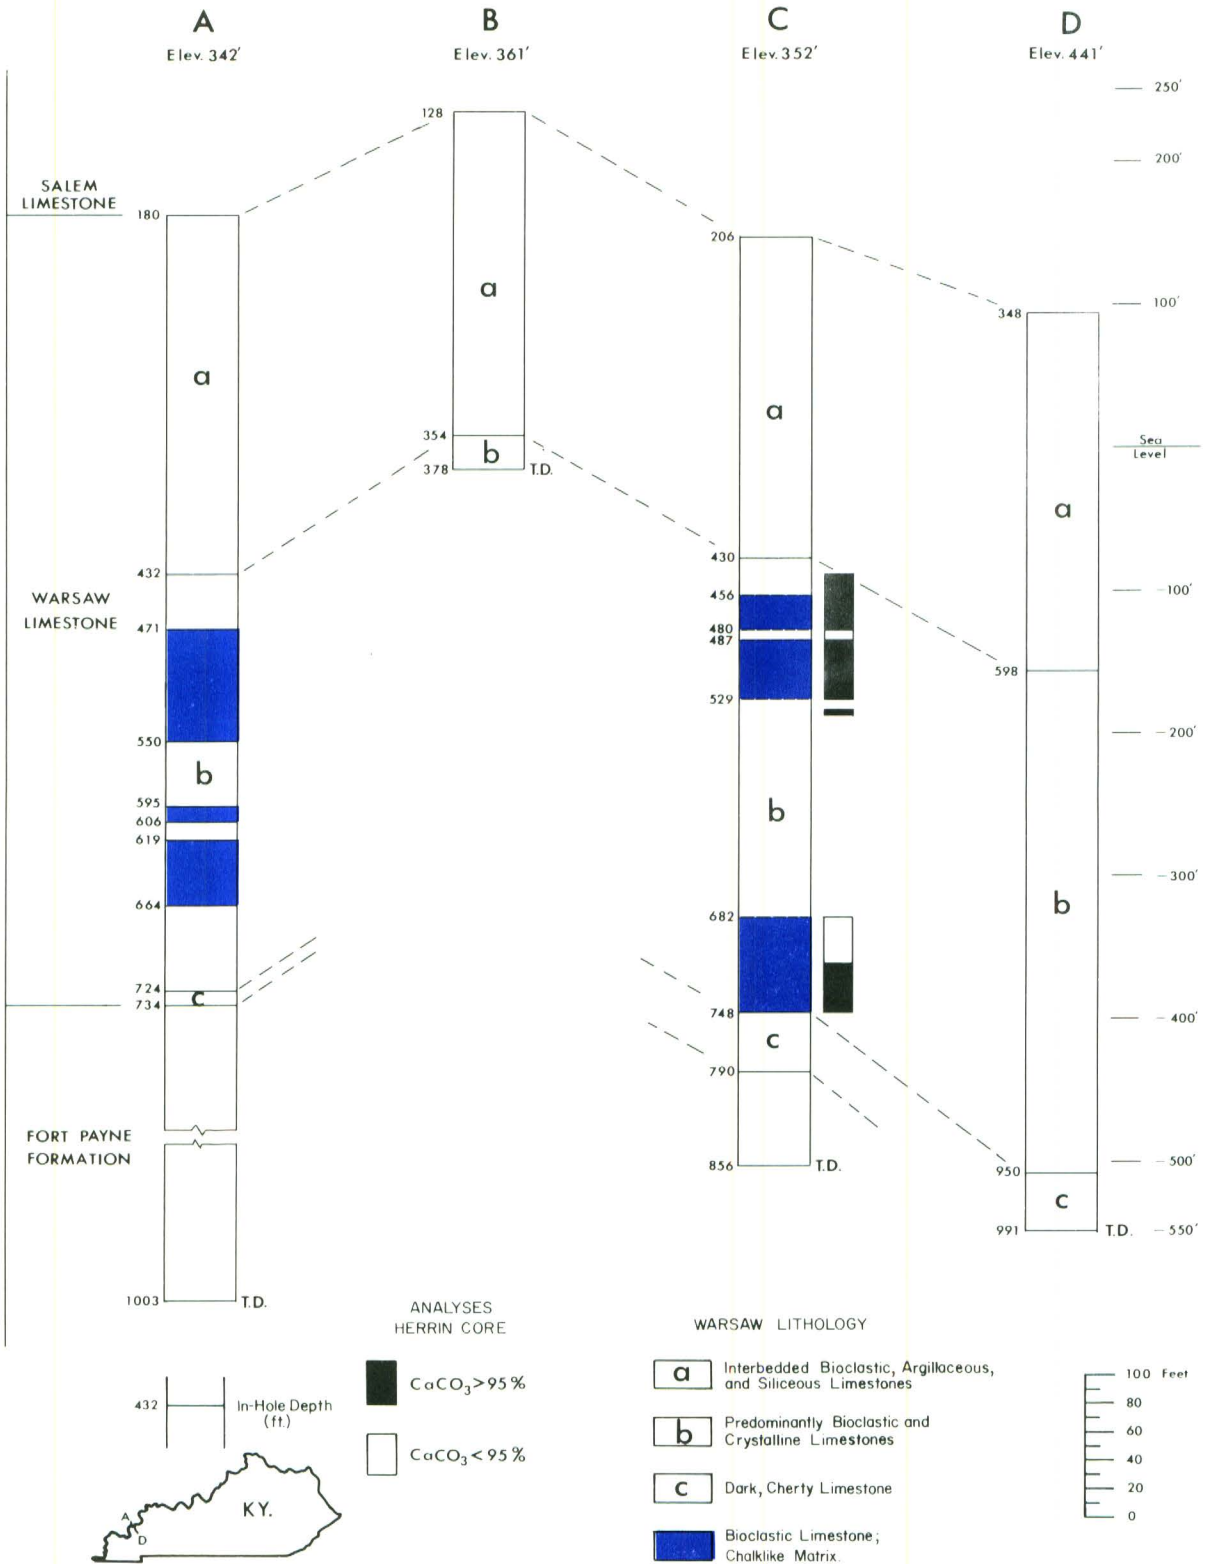 A
B
C
D
Elev. 342'
Elev. 361'
Elev. 352'
Elev. 441'
250'
128
200'
SALEM
LIMESTONE
180
206
100'
348
a
a
a
354
Sea
Level
b
378
T.D.
a
430
432
456
-100'
WARSAW
LIMESTONE
471
480
487
598
529
-200'
550
b
595
606
b
619
-300'
b
664
682
724
c
734
748
-400'
c
790
FORT PAYNE
FORMATION
856
T.D.
-500'
950
c
991
T.D.
-550'
1003
T.D.
ANALYSES
HERRIN CORE
CaCO₃>95%
CaCO₃<95%
WARSAW LITHOLOGY
a
Interbedded Bioclastic, Argillaceous,
and Siliceous Limestones
b
Predominantly Bioclastic and
Crystalline Limestones
c
Dark, Cherty Limestone
Bioclastic Limestone;
Chalklike Matrix.
100 Feet
80
60
40
20
0
432
In-Hole Depth
(ft.)
KY.
A
D